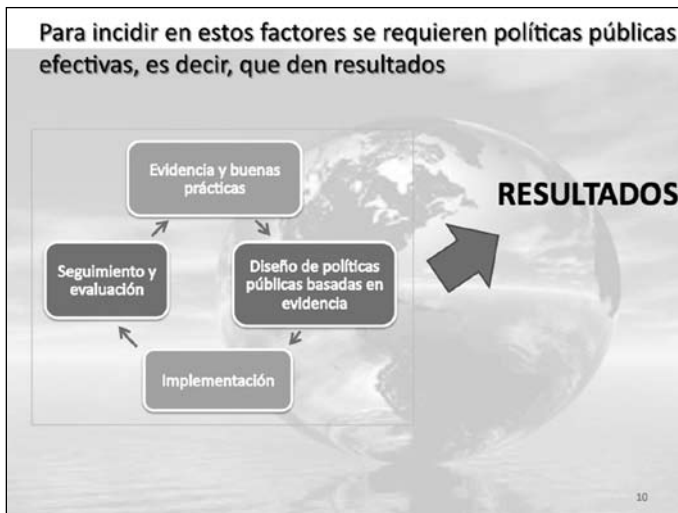 Para incidir en estos factores se requieren políticas públicas
efectivas, es decir, que den resultados
Evidencia y buenas
prácticas
RESULTADOS
Seguimiento y
evaluación
Diseño de políticas
públicas basadas en
evidencia
Implementación
10